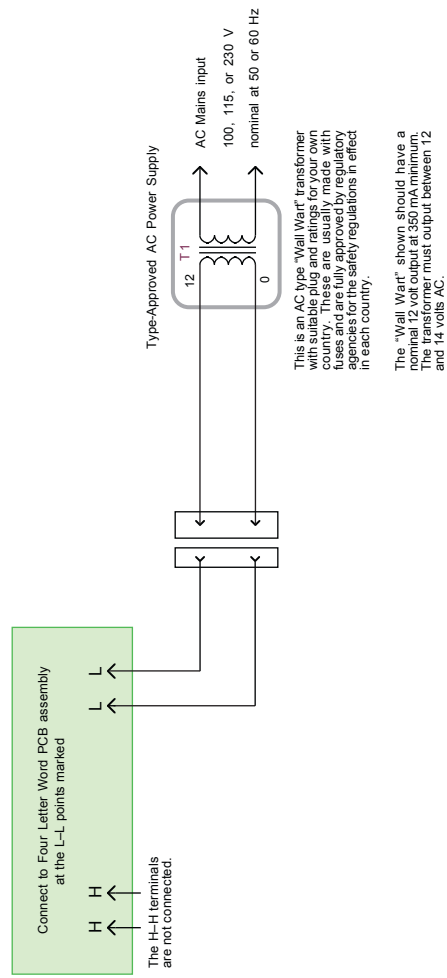 Connect to Four Letter Word PCB assembly
at the L–L points marked
H
H
L
L
The H–H terminals
are not connected.
Type-Approved AC Power Supply
T1
12
0
AC Mains input
100, 115, or 230 V
nominal at 50 or 60 Hz
This is an AC type "Wall Wart" transformer
with suitable plug and ratings for your own
country. These are usually made with
fuses and are fully approved by regulatory
agencies for the safety regulations in effect
in each country.
The "Wall Wart" shown should have a
nominal 12 volt output at 350 mA minimum.
The transformer must output between 12
and 14 volts AC.